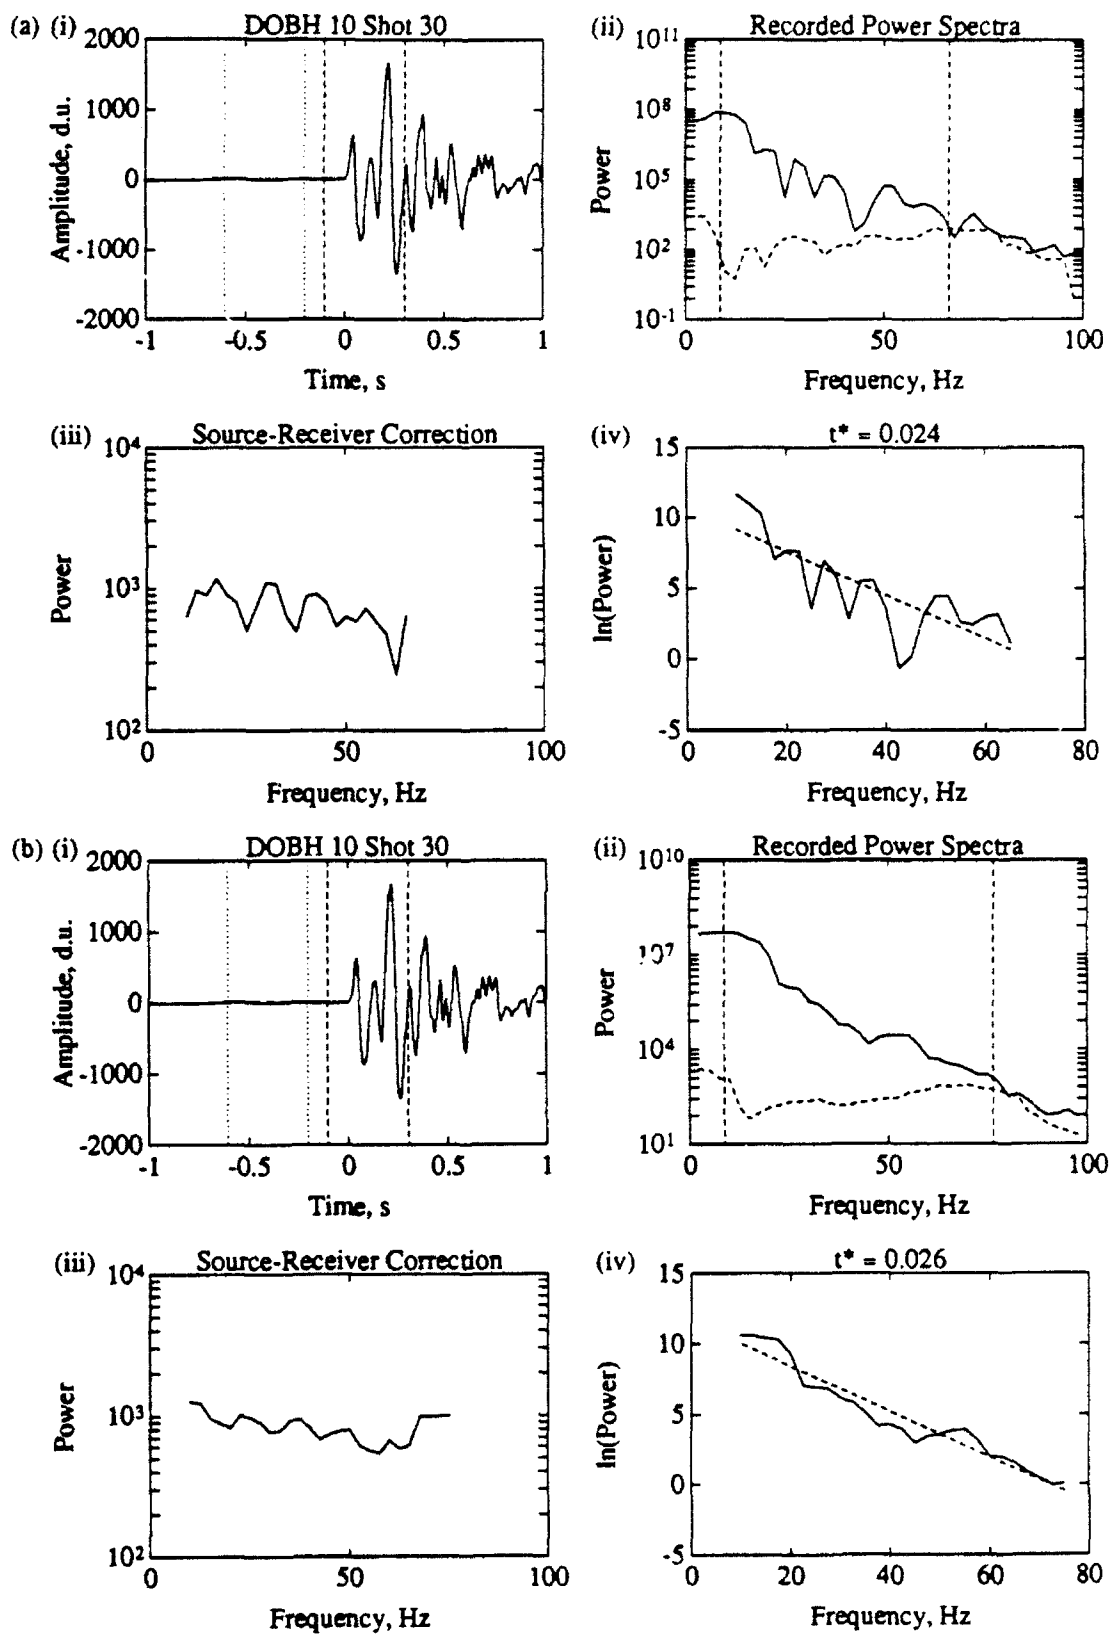 (a) (i) DOBH 10 Shot 30
2000
1000
0
-1000
-2000
Amplitude, d.u.
-1 -0.5 0 0.5 1
Time, s
(ii) Recorded Power Spectra
10^11
10^8
10^5
10^2
10^-1
Power
0 50 100
Frequency, Hz
(iii) Source-Receiver Correction
10^4
10^3
10^2
Power
0 50 100
Frequency, Hz
(iv) t* = 0.024
15
10
5
0
-5
ln(Power)
0 20 40 60 80
Frequency, Hz
(b) (i) DOBH 10 Shot 30
2000
1000
0
-1000
-2000
Amplitude, d.u.
-1 -0.5 0 0.5 1
Time, s
(ii) Recorded Power Spectra
10^10
10^7
10^4
10^1
Power
0 50 100
Frequency, Hz
(iii) Source-Receiver Correction
10^4
10^3
10^2
Power
0 50 100
Frequency, Hz
(iv) t* = 0.026
15
10
5
0
-5
ln(Power)
0 20 40 60 80
Frequency, Hz